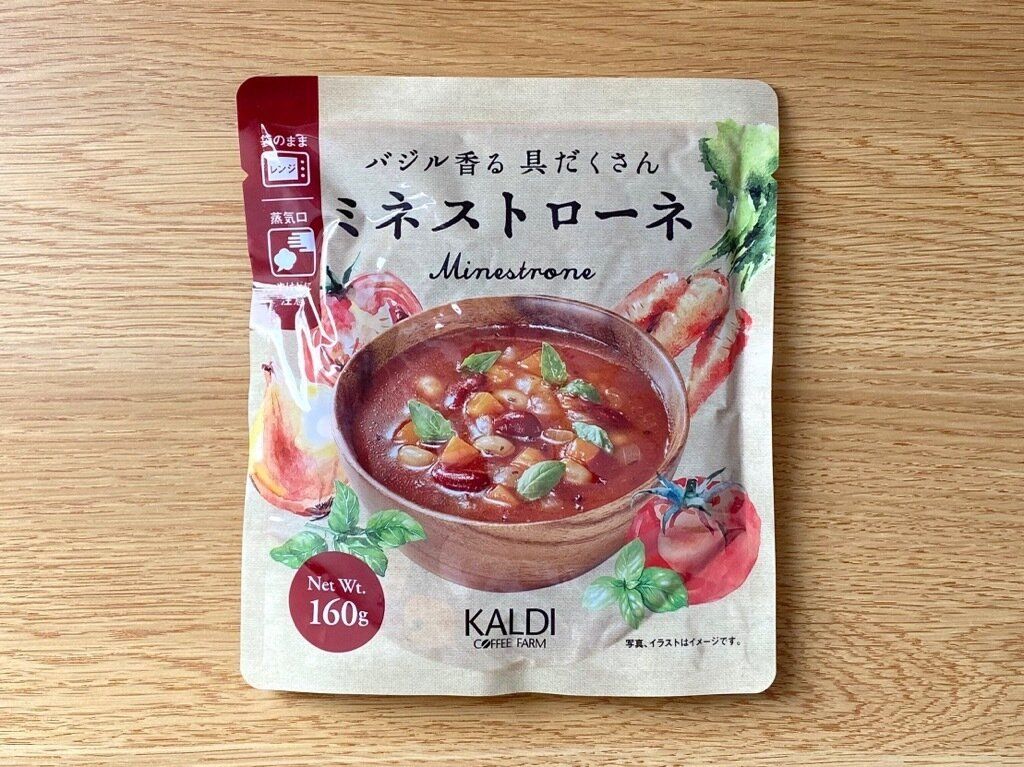 袋のまま
レンジ
蒸気口
注意
バジル香る 具だくさん
ミネストローネ
Minestrone
Net Wt.
160g
KALDI
COFFEE FARM
写真、イラストはイメージです。